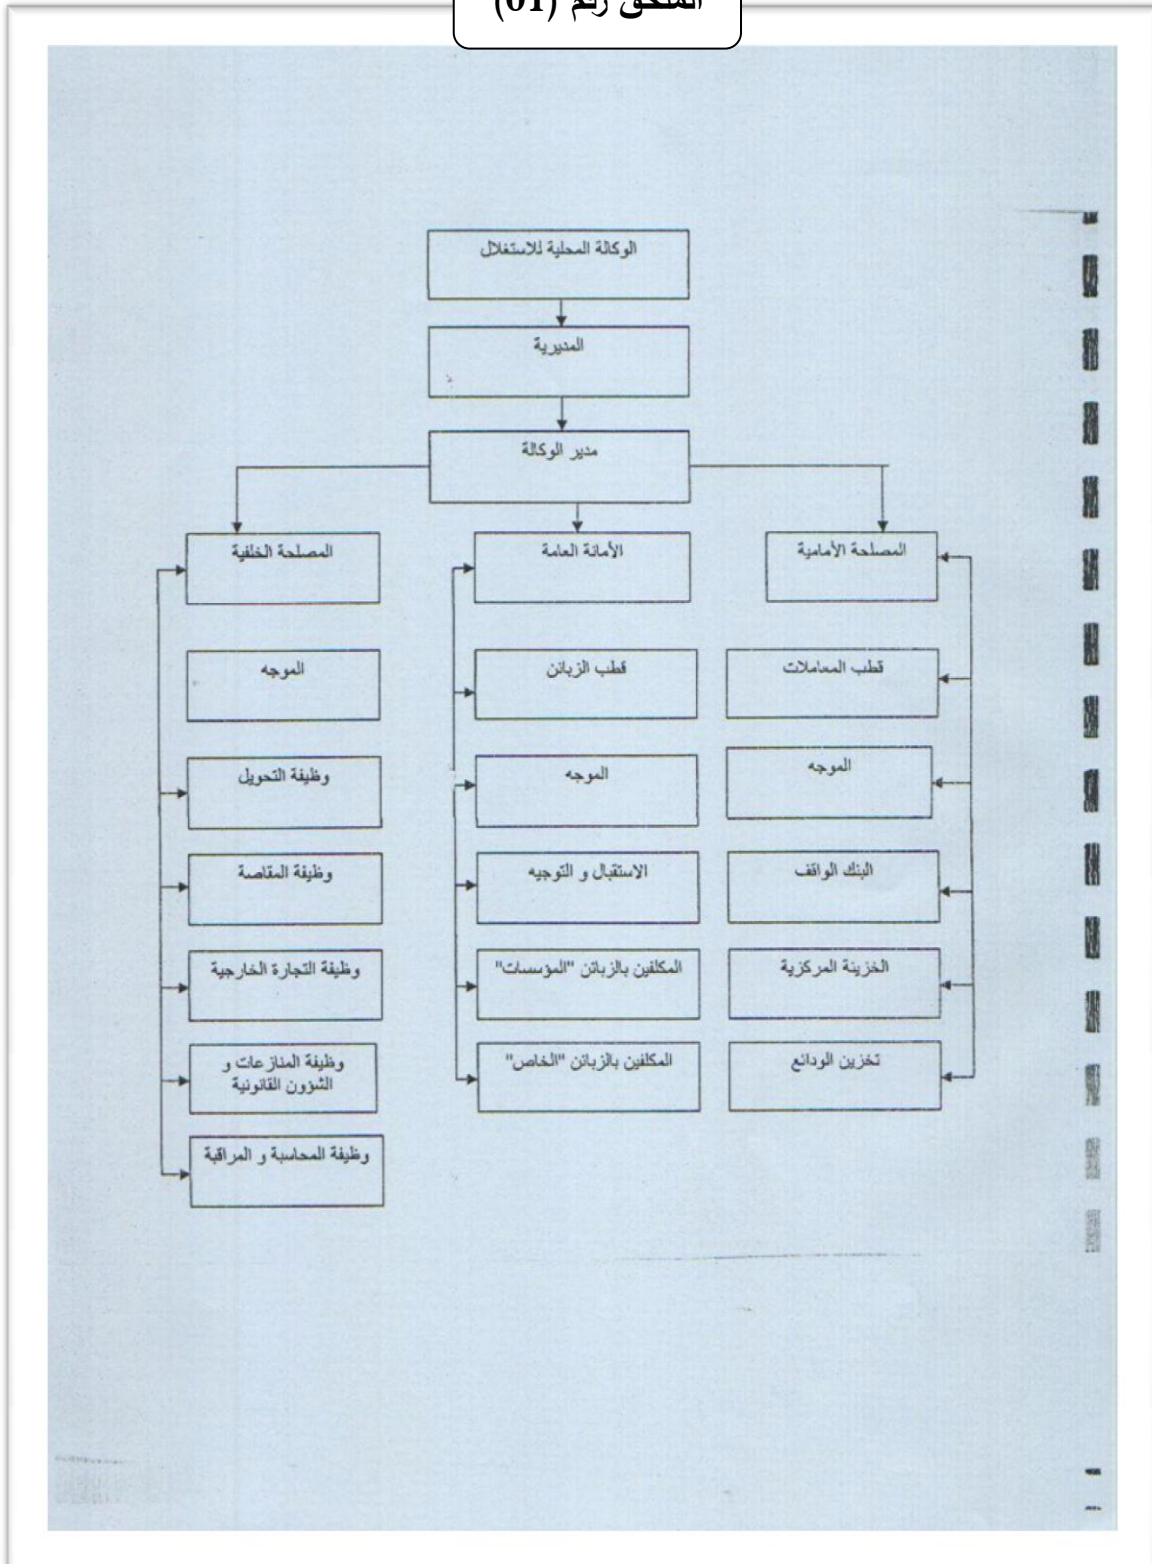 الملحق رقم (01)
الوكالة المحلية للاستغلال
المديرية
مدير الوكالة
المصلحة الأمامية
الأمانة العامة
المصلحة الخلفية
قطب المعاملات
قطب الزبائن
الموجه
الموجه
الموجه
وظيفة التحويل
البنك الواقف
الاستقبال و التوجيه
وظيفة المقاصة
الخزينة المركزية
المكلفين بالزبائن "المؤسسات"
وظيفة التجارة الخارجية
تخزين الودائع
المكلفين بالزبائن "الخاص"
وظيفة المنازعات و
الشؤون القانونية
وظيفة المحاسبة و المراقبة